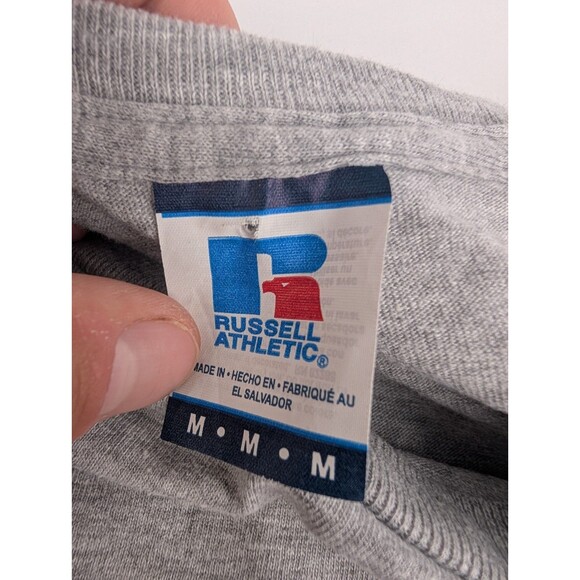 RUSSELL
ATHLETIC®
MADE IN • HECHO EN • FABRIQUÉ AU
EL SALVADOR
M • M • M